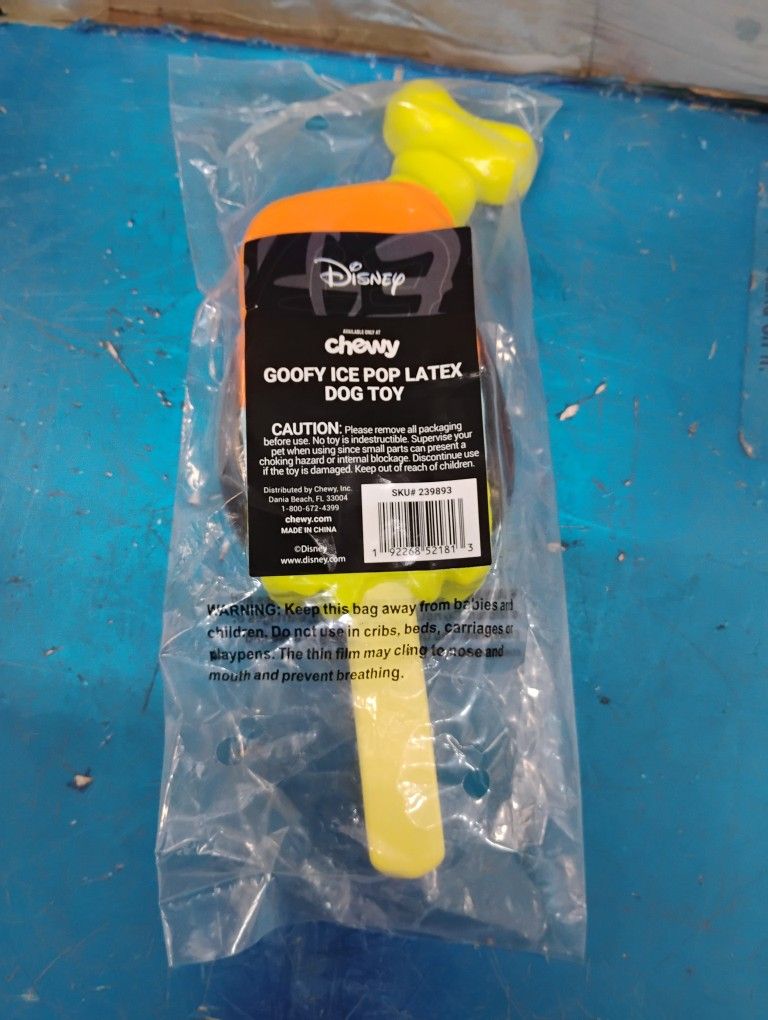 Disney
AVAILABLE ONLY AT
chewy
GOOFY ICE POP LATEX
DOG TOY
CAUTION: Please remove all packaging
before use. No toy is indestructible. Supervise your
pet when using since small parts can present a
choking hazard or internal blockage. Discontinue use
if the toy is damaged. Keep out of reach of children.
Distributed by Chewy, Inc.
Dania Beach, FL 33004
1-800-672-4399
chewy.com
MADE IN CHINA
©Disney
www.disney.com
SKU# 239893
1 92268 52181 3
WARNING: Keep this bag away from babies and
children. Do not use in cribs, beds, carriages or
playpens. The thin film may cling to nose and
mouth and prevent breathing.